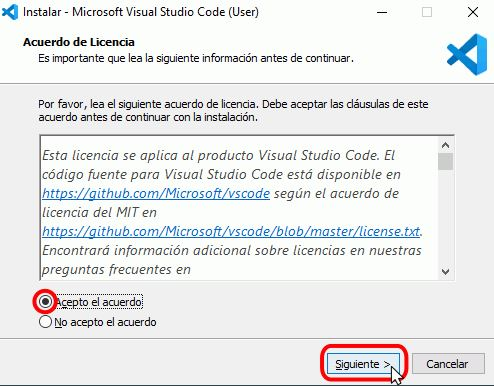 Instalar - Microsoft Visual Studio Code (User)
Acuerdo de Licencia
Es importante que lea la siguiente información antes de continuar.
Por favor, lea el siguiente acuerdo de licencia. Debe aceptar las cláusulas de este
acuerdo antes de continuar con la instalación.
Esta licencia se aplica al producto Visual Studio Code. El
código fuente para Visual Studio Code está disponible en
https://github.com/Microsoft/vscode según el acuerdo de
licencia del MIT en
https://github.com/Microsoft/vscode/blob/master/license.txt.
Encontrará información adicional sobre licencias en nuestras
preguntas frecuentes en
Acepto el acuerdo
No acepto el acuerdo
Siguiente >
Cancelar